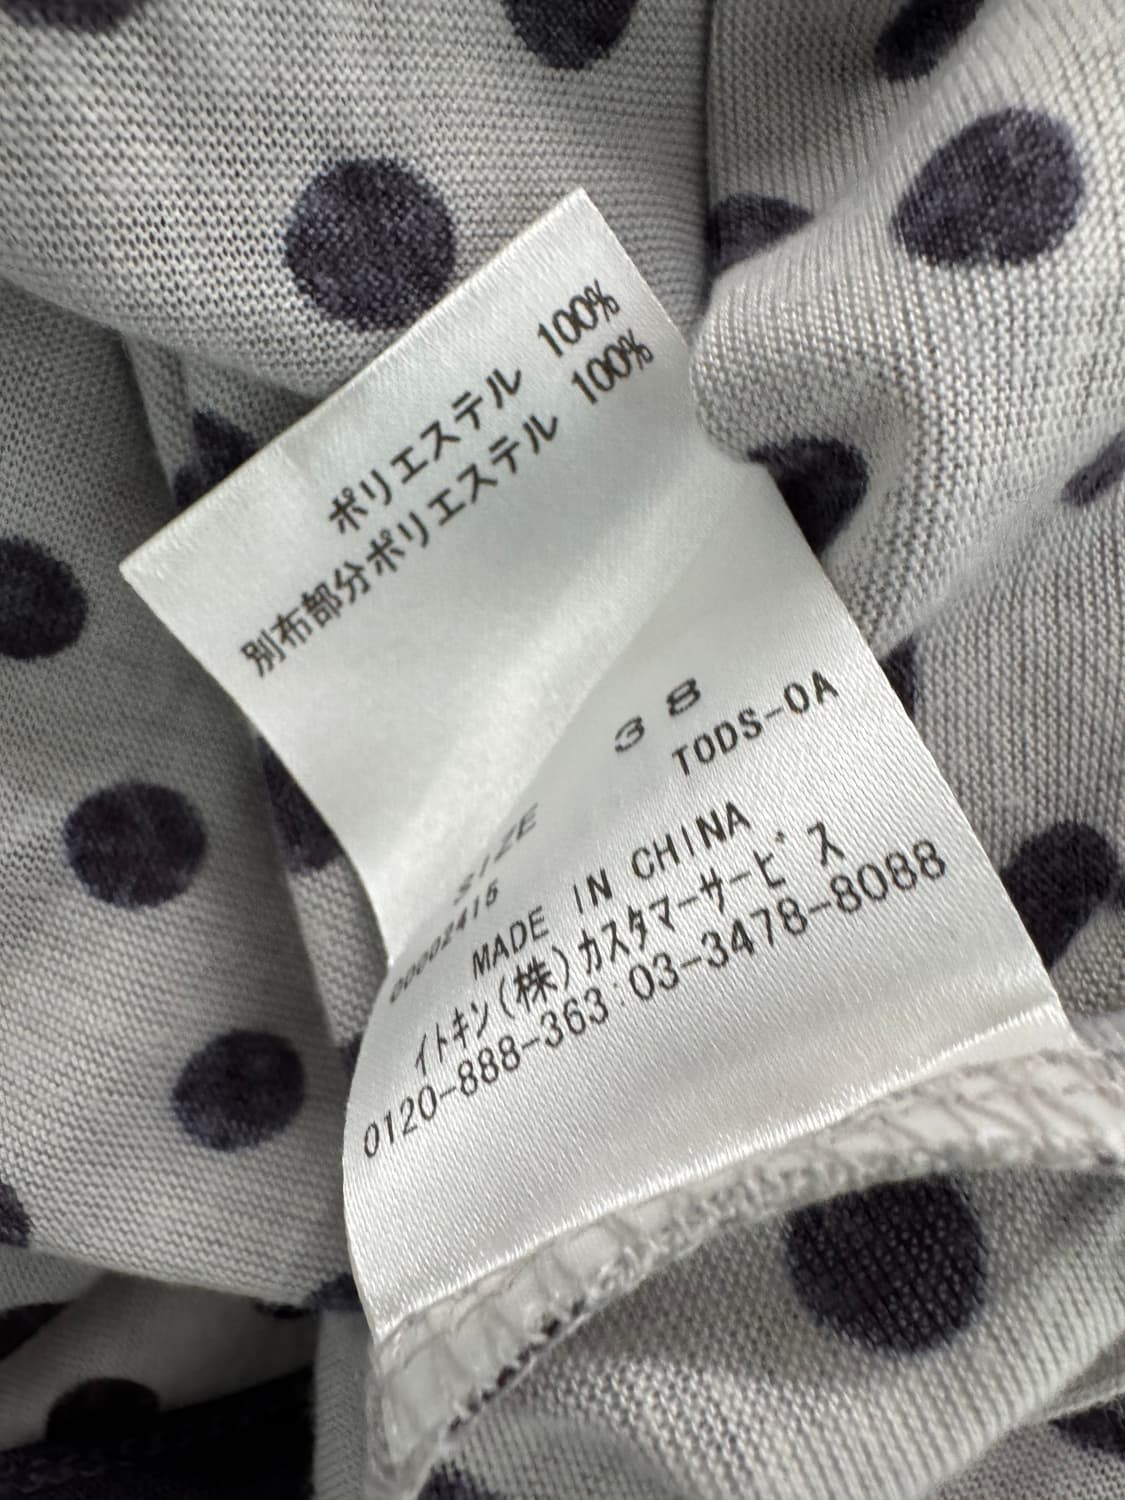 ポリエステル 100%
別布部分ポリエステル 100%
SIZE 38
00002415 TODS-OA
MADE IN CHINA
イトキン(株)カスタマーサービス
0120-888-363:03-3478-8088